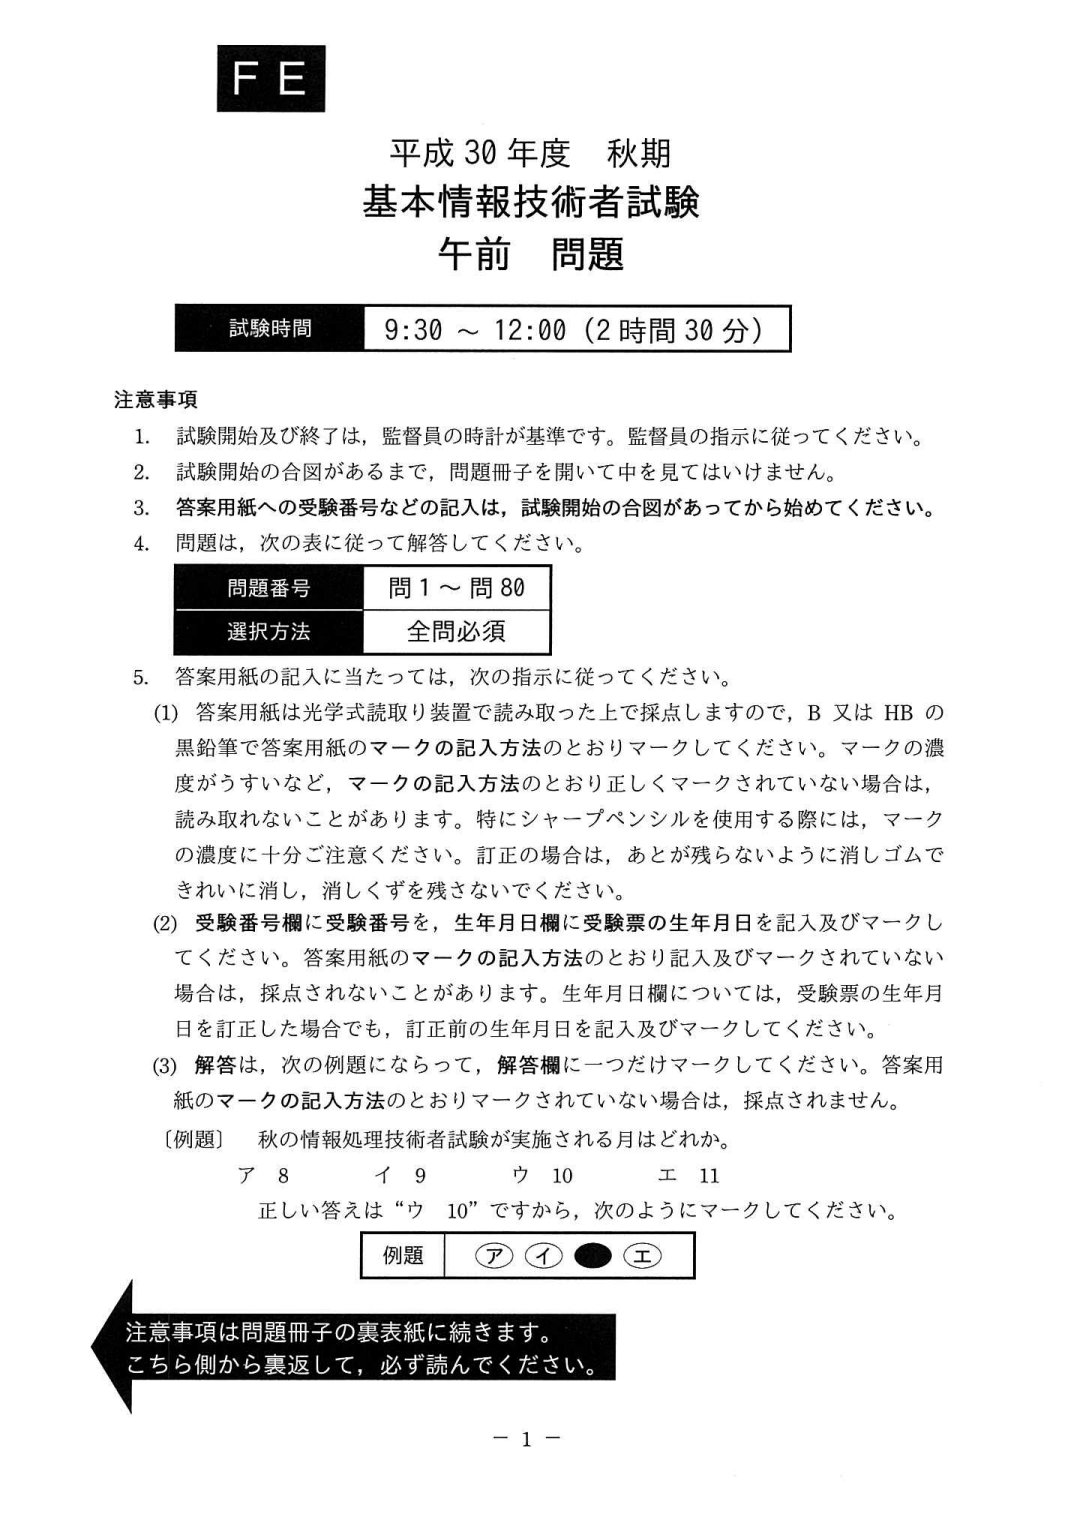 FE
平成 30 年度　秋期
基本情報技術者試験
午前　問題
試験時間　9:30 ～ 12:00（2 時間 30 分）
注意事項
1.　試験開始及び終了は，監督員の時計が基準です。監督員の指示に従ってください。
2.　試験開始の合図があるまで，問題冊子を開いて中を見てはいけません。
3.　答案用紙への受験番号などの記入は，試験開始の合図があってから始めてください。
4.　問題は，次の表に従って解答してください。
問題番号　問 1 ～ 問 80
選択方法　全問必須
5.　答案用紙の記入に当たっては，次の指示に従ってください。
(1)　答案用紙は光学式読取り装置で読み取った上で採点しますので，B 又は HB の
黒鉛筆で答案用紙のマークの記入方法のとおりマークしてください。マークの濃
度がうすいなど，マークの記入方法のとおり正しくマークされていない場合は，
読み取れないことがあります。特にシャープペンシルを使用する際には，マーク
の濃度に十分ご注意ください。訂正の場合は，あとが残らないように消しゴムで
きれいに消し，消しくずを残さないでください。
(2)　受験番号欄に受験番号を，生年月日欄に受験票の生年月日を記入及びマークし
てください。答案用紙のマークの記入方法のとおり記入及びマークされていない
場合は，採点されないことがあります。生年月日欄については，受験票の生年月
日を訂正した場合でも，訂正前の生年月日を記入及びマークしてください。
(3)　解答は，次の例題にならって，解答欄に一つだけマークしてください。答案用
紙のマークの記入方法のとおりマークされていない場合は，採点されません。
〔例題〕　秋の情報処理技術者試験が実施される月はどれか。
ア　8　イ　9　ウ　10　エ　11
正しい答えは“ウ　10”ですから，次のようにマークしてください。
例題　ア　イ　●　エ
注意事項は問題冊子の裏表紙に続きます。
こちら側から裏返して，必ず読んでください。
－ 1 －